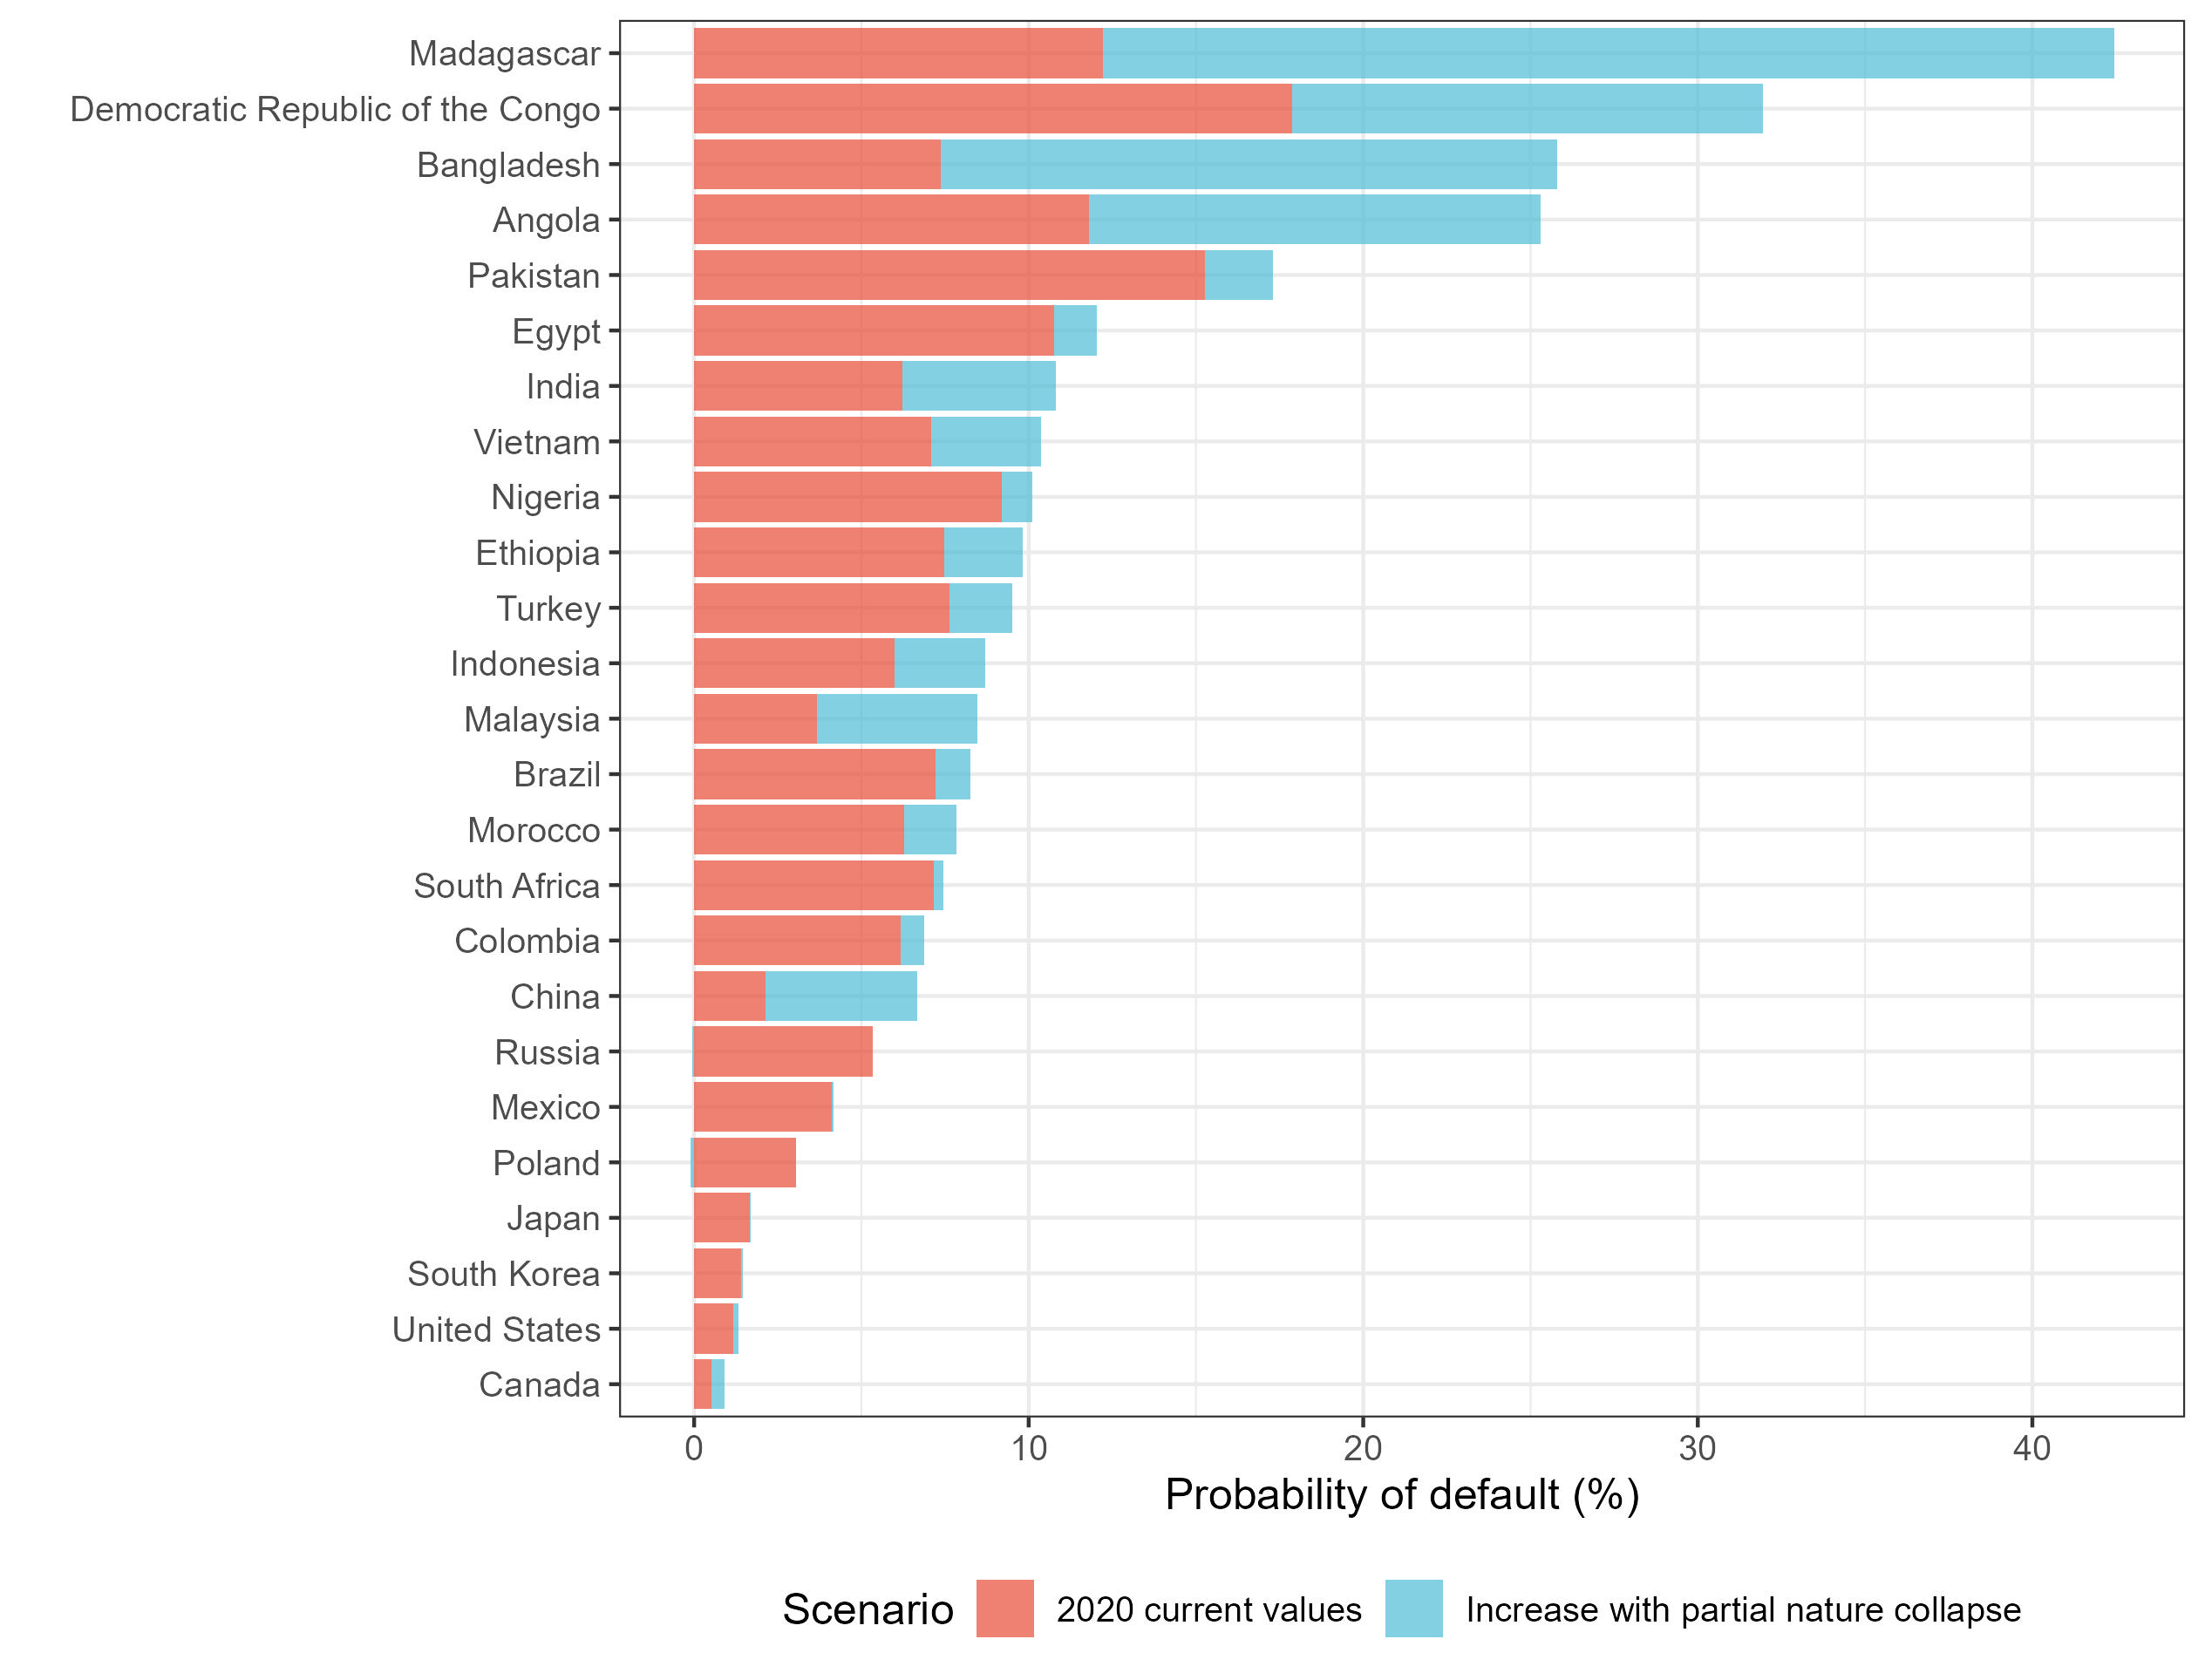 Madagascar
Democratic Republic of the Congo
Bangladesh
Angola
Pakistan
Egypt
India
Vietnam
Nigeria
Ethiopia
Turkey
Indonesia
Malaysia
Brazil
Morocco
South Africa
Colombia
China
Russia
Mexico
Poland
Japan
South Korea
United States
Canada
0 10 20 30 40
Probability of default (%)
Scenario 2020 current values Increase with partial nature collapse